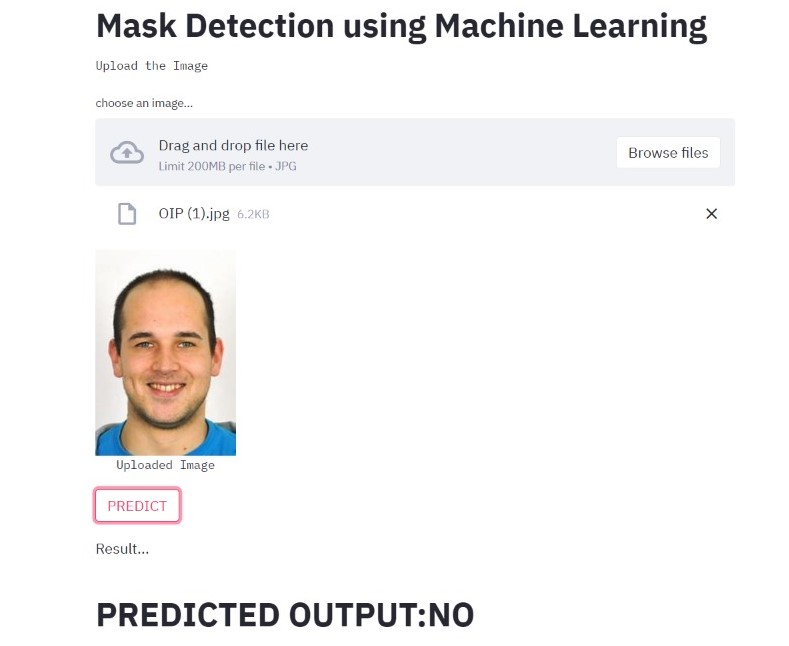 Mask Detection using Machine Learning
Upload the Image
choose an image...
Drag and drop file here
Limit 200MB per file • JPG
Browse files
OIP (1).jpg 6.2KB
Uploaded Image
PREDICT
Result...
PREDICTED OUTPUT:NO